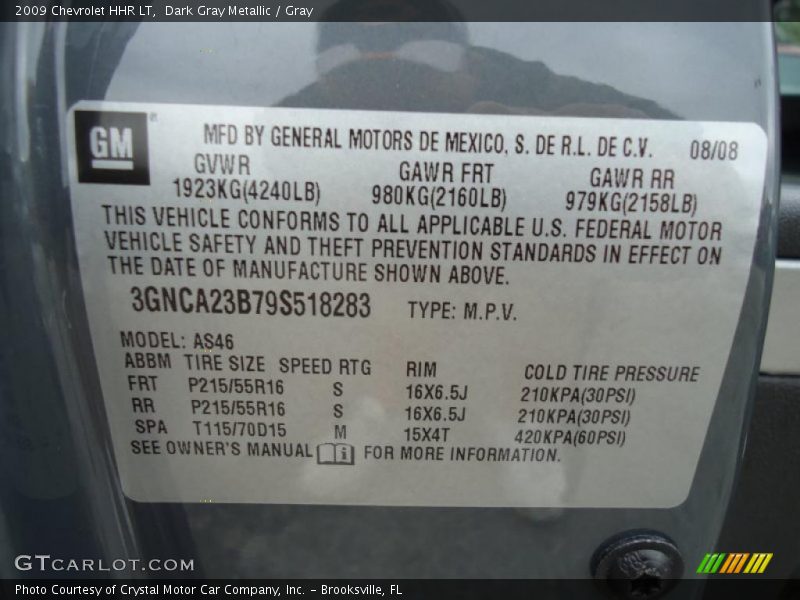 2009 Chevrolet HHR LT,  Dark Gray Metallic / Gray
GM
MFD BY GENERAL MOTORS DE MEXICO, S. DE R.L. DE C.V. 08/08
GVWR GAWR FRT GAWR RR
1923KG(4240LB) 980KG(2160LB) 979KG(2158LB)
THIS VEHICLE CONFORMS TO ALL APPLICABLE U.S. FEDERAL MOTOR
VEHICLE SAFETY AND THEFT PREVENTION STANDARDS IN EFFECT ON
THE DATE OF MANUFACTURE SHOWN ABOVE.
3GNCA23B79S518283 TYPE: M.P.V.
MODEL: AS46
ABBM TIRE SIZE SPEED RTG RIM COLD TIRE PRESSURE
FRT P215/55R16 S 16X6.5J 210KPA(30PSI)
RR P215/55R16 S 16X6.5J 210KPA(30PSI)
SPA T115/70D15 M 15X4T 420KPA(60PSI)
SEE OWNER'S MANUAL i FOR MORE INFORMATION.
GTCARLOT.COM
Photo Courtesy of Crystal Motor Car Company, Inc. – Brooksville, FL